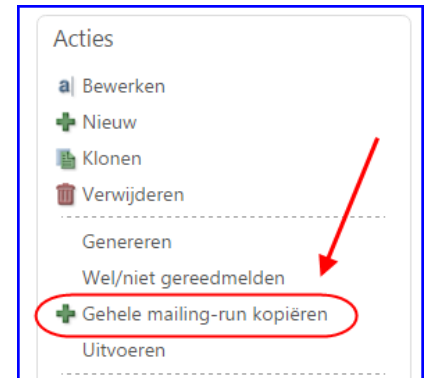 Acties
Bewerken
Nieuw
Klonen
Verwijderen
Genereren
Wel/niet gereedmelden
Gehele mailing-run kopiëren
Uitvoeren